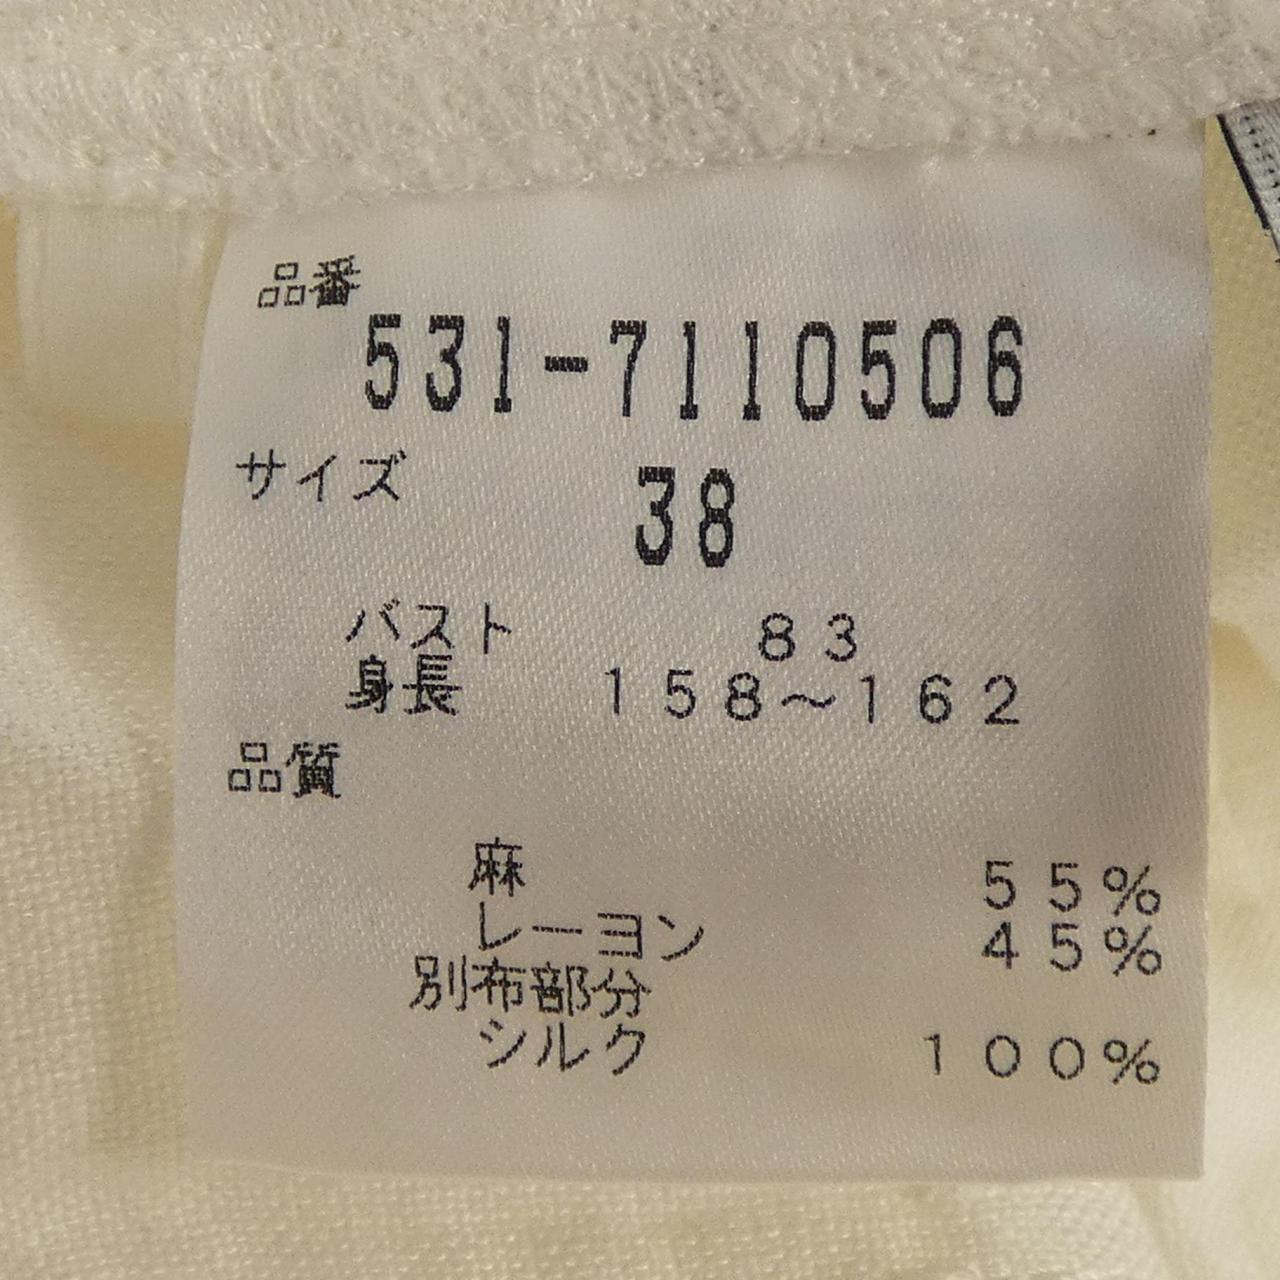 品番
531-7110506
サイズ 38
バスト 83
身長 158〜162
品質
麻 55%
レーヨン 45%
別布部分
シルク 100%